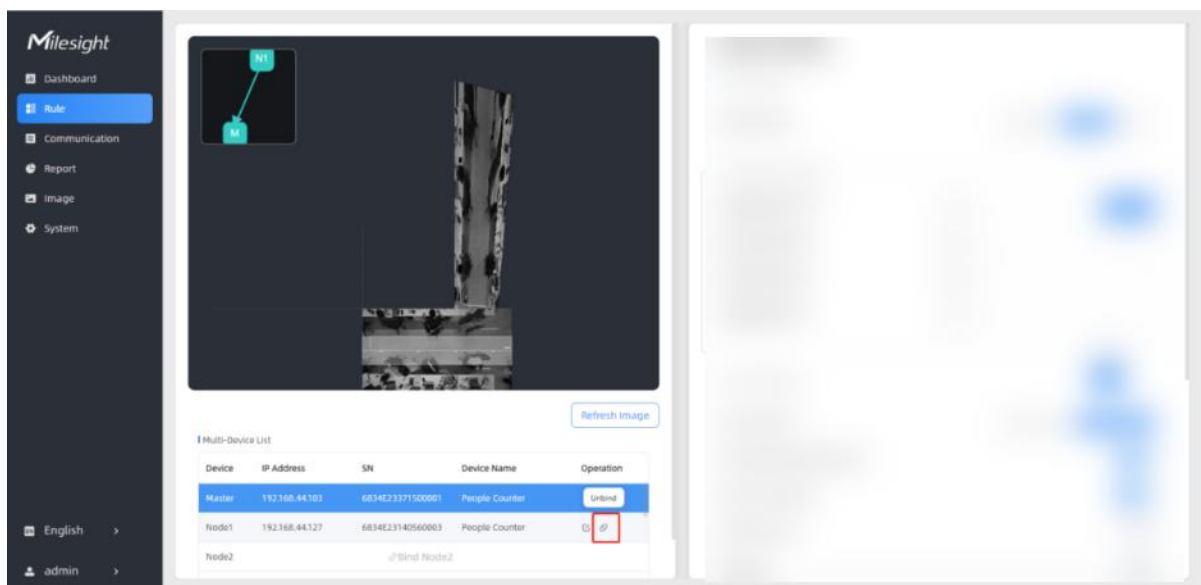 Milesight
Dashboard
Rule
Communication
Report
Image
System
English
admin
N1
M
Refresh Image
Multi-Device List
Device IP Address SN Device Name Operation
Master 192.168.44.103 6834E23371500001 People Counter Unbind
Node1 192.168.44.127 6834E23140560003 People Counter
Node2 Bind Node2